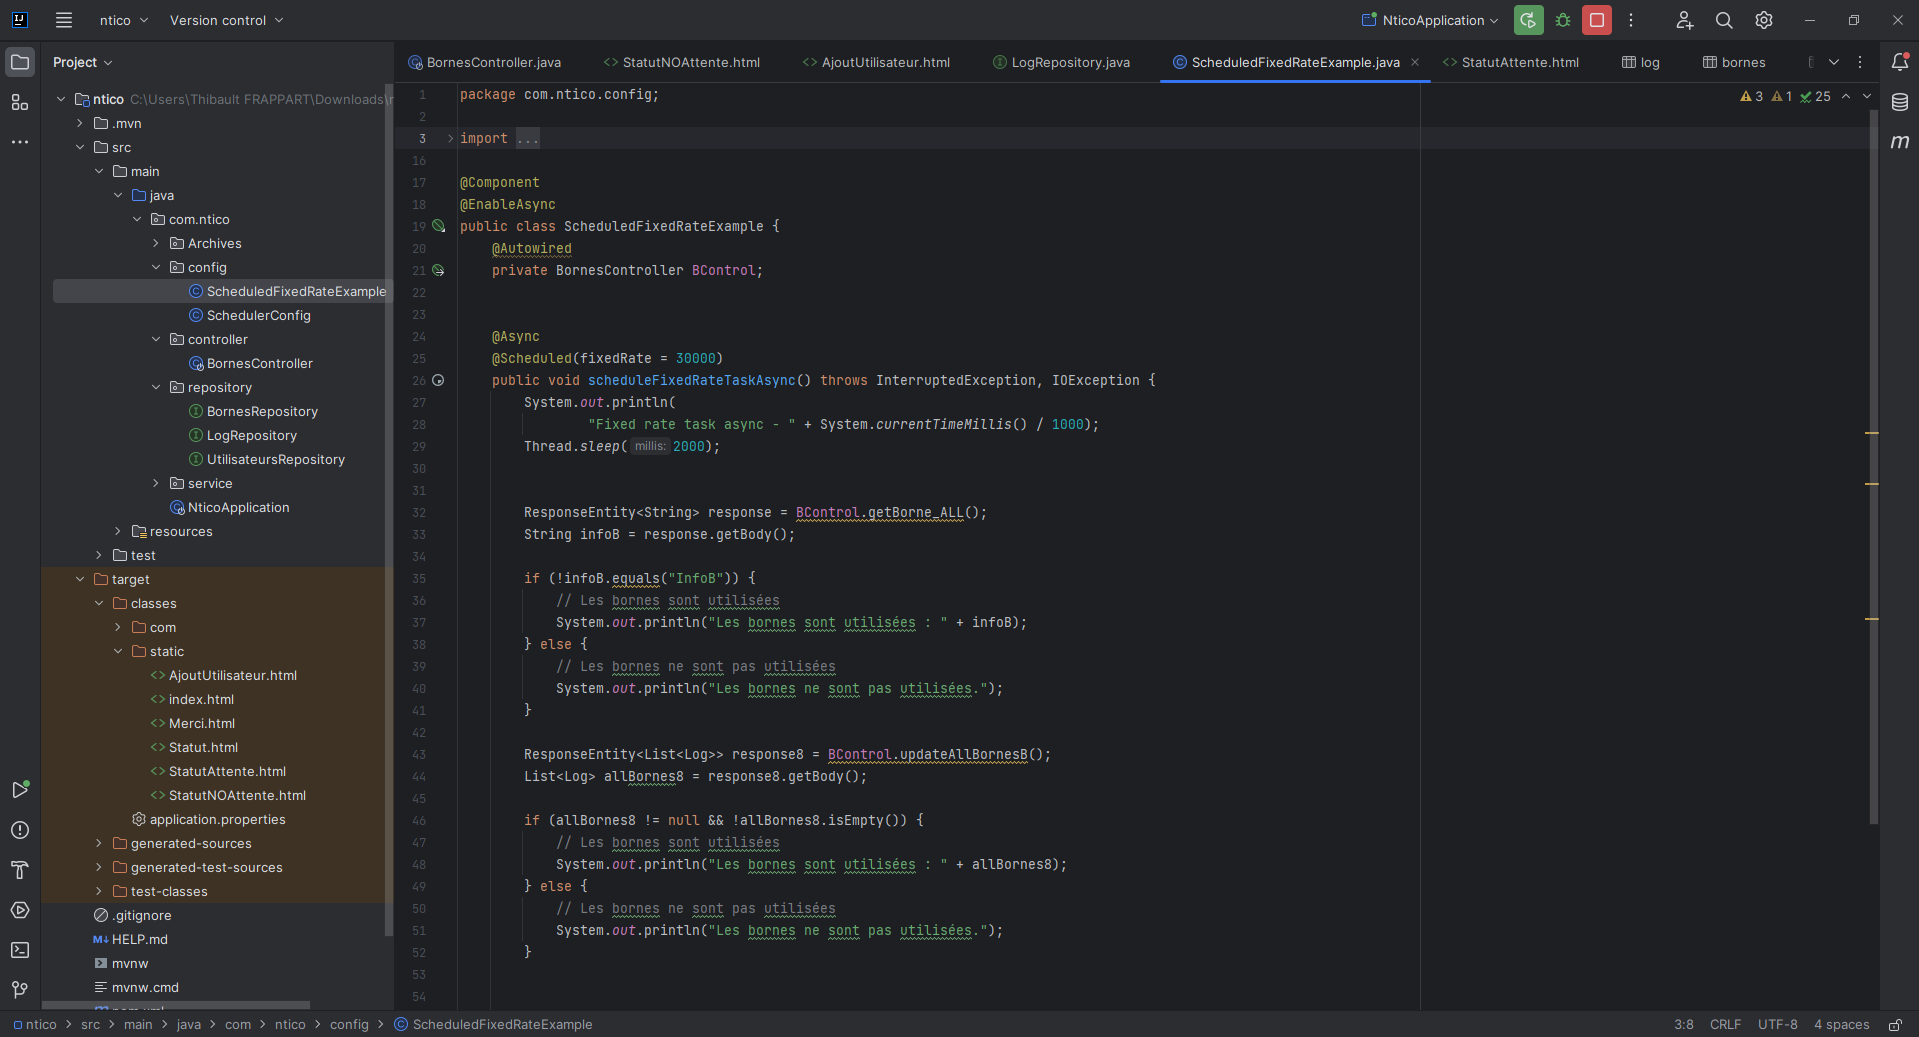 ntico Version control NticoApplication
Project
BornesController.java StatutNOAttente.html AjoutUtilisateur.html LogRepository.java ScheduledFixedRateExample.java StatutAttente.html log bornes
ntico C:\Users\Thibault FRAPPART\Downloads\
.mvn
src
main
java
com.ntico
Archives
config
ScheduledFixedRateExample
SchedulerConfig
controller
BornesController
repository
BornesRepository
LogRepository
UtilisateursRepository
service
NticoApplication
resources
test
target
classes
com
static
AjoutUtilisateur.html
index.html
Merci.html
Statut.html
StatutAttente.html
StatutNOAttente.html
application.properties
generated-sources
generated-test-sources
test-classes
.gitignore
M↓ HELP.md
mvnw
mvnw.cmd
3 1 25
1 package com.ntico.config;
2
3 import ...
16
17 @Component
18 @EnableAsync
19 public class ScheduledFixedRateExample {
20 @Autowired
21 private BornesController BControl;
22
23
24 @Async
25 @Scheduled(fixedRate = 30000)
26 public void scheduleFixedRateTaskAsync() throws InterruptedException, IOException {
27 System.out.println(
28 "Fixed rate task async - " + System.currentTimeMillis() / 1000);
29 Thread.sleep( millis: 2000);
30
31
32 ResponseEntity<String> response = BControl.getBorne_ALL();
33 String infoB = response.getBody();
34
35 if (!infoB.equals("InfoB")) {
36 // Les bornes sont utilisées
37 System.out.println("Les bornes sont utilisées : " + infoB);
38 } else {
39 // Les bornes ne sont pas utilisées
40 System.out.println("Les bornes ne sont pas utilisées.");
41 }
42
43 ResponseEntity<List<Log>> response8 = BControl.updateAllBornesB();
44 List<Log> allBornes8 = response8.getBody();
45
46 if (allBornes8 != null && !allBornes8.isEmpty()) {
47 // Les bornes sont utilisées
48 System.out.println("Les bornes sont utilisées : " + allBornes8);
49 } else {
50 // Les bornes ne sont pas utilisées
51 System.out.println("Les bornes ne sont pas utilisées.");
52 }
53
54
ntico > src > main > java > com > ntico > config > ScheduledFixedRateExample
3:8 CRLF UTF-8 4 spaces